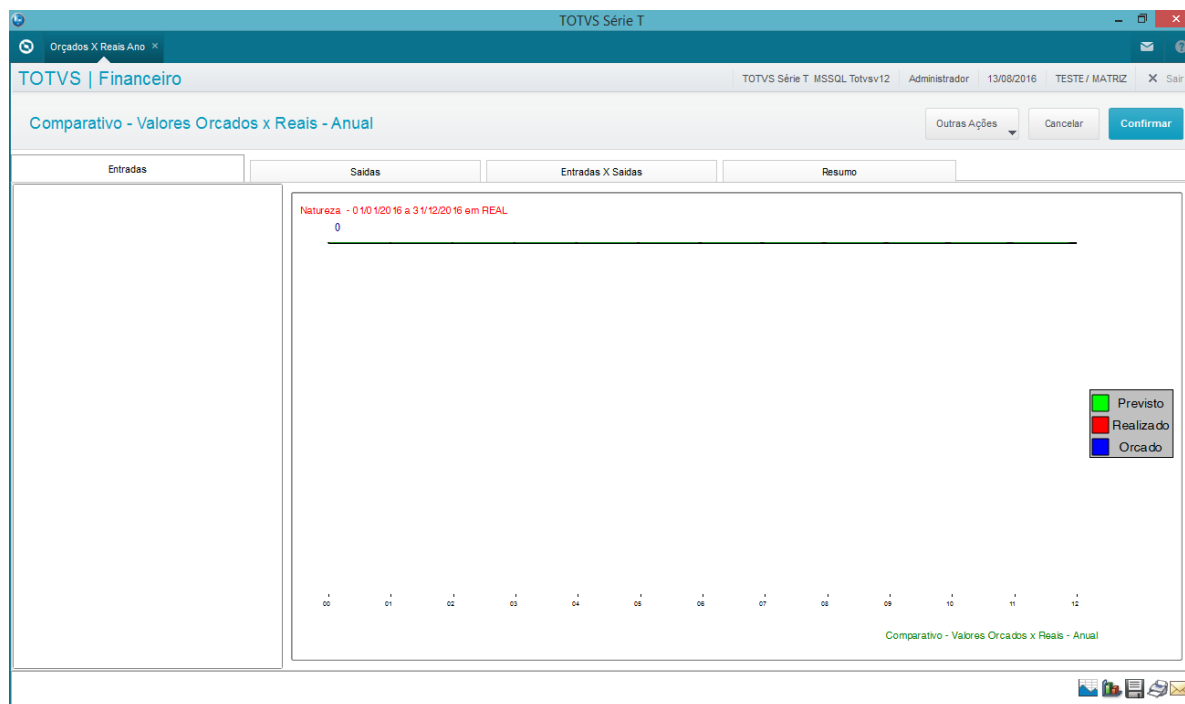 TOTVS Série T
Orçados X Reais Ano ×
TOTVS | Financeiro
TOTVS Série T MSSQL Totvsv12 Administrador 13/08/2016 TESTE / MATRIZ Sair
Comparativo - Valores Orcados x Reais - Anual
Outras Ações Cancelar Confirmar
Entradas Saidas Entradas X Saidas Resumo
Natureza - 01/01/2016 a 31/12/2016 em REAL
0
Previsto
Realizado
Orcado
00 01 02 03 04 05 06 07 08 09 10 11 12
Comparativo - Valores Orcados x Reais - Anual